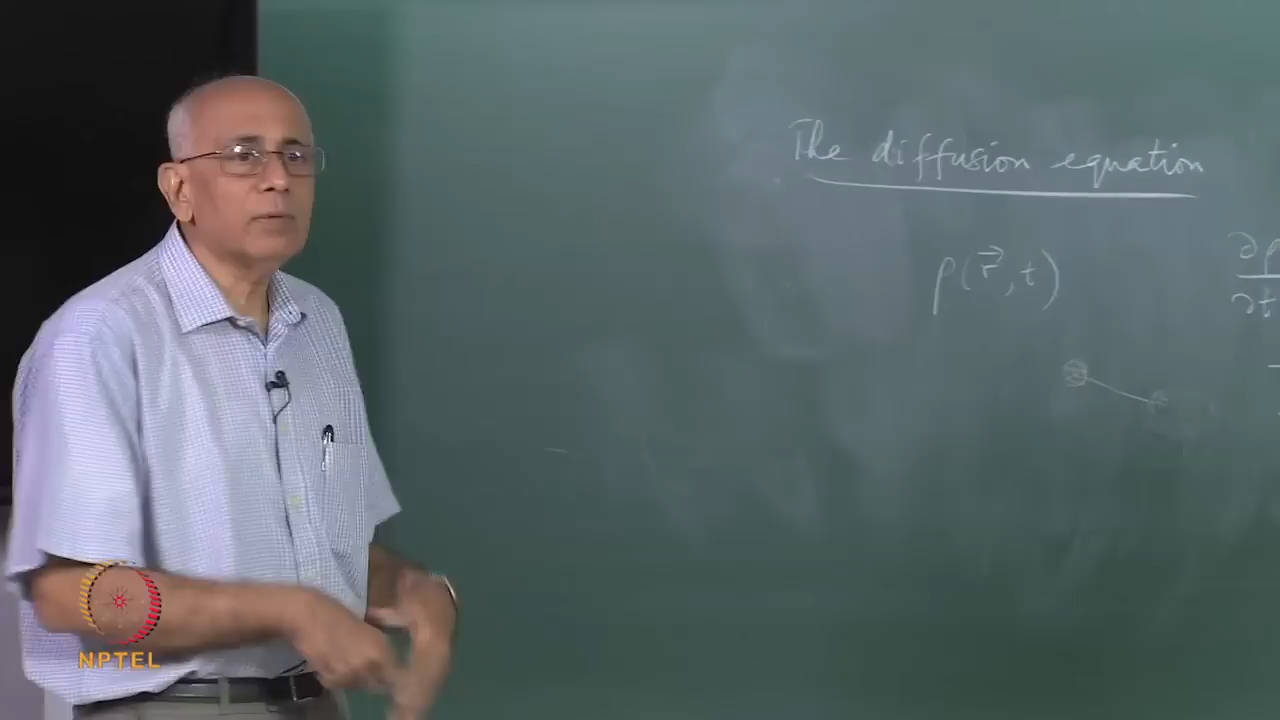 The diffusion equation
ρ(r⃗, t) ∂ρ
∂t
NPTEL